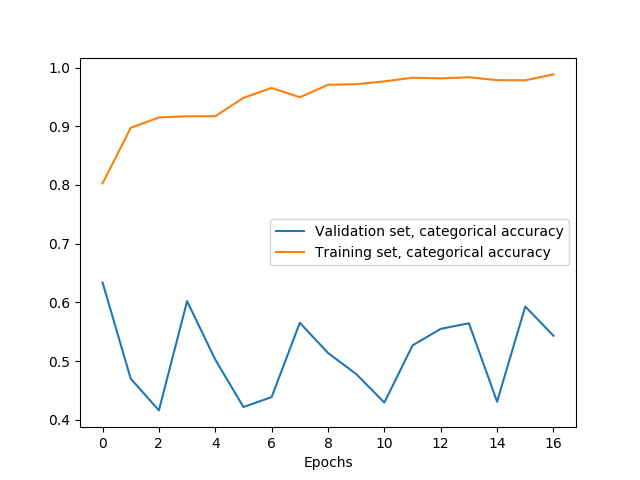 1.0
0.9
0.8
0.7
0.6
0.5
0.4
Validation set, categorical accuracy
Training set, categorical accuracy
0 2 4 6 8 10 12 14 16
Epochs